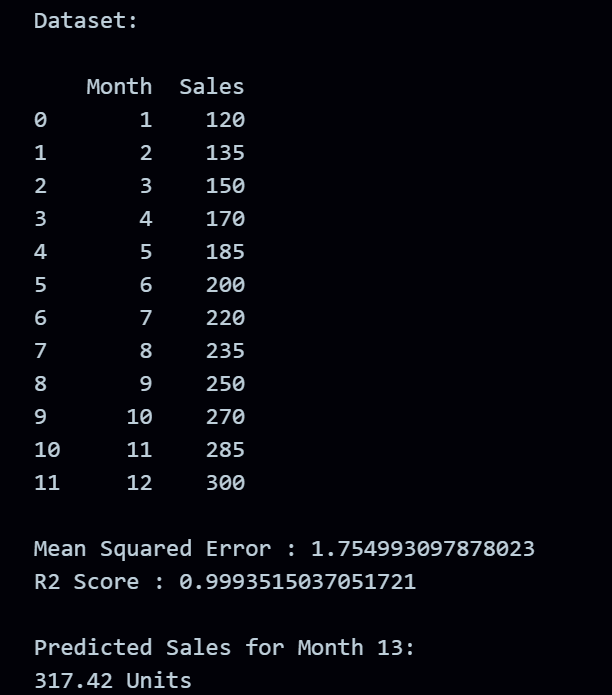 Dataset:
Month Sales
0 1 120
1 2 135
2 3 150
3 4 170
4 5 185
5 6 200
6 7 220
7 8 235
8 9 250
9 10 270
10 11 285
11 12 300
Mean Squared Error : 1.754993097878023
R2 Score : 0.9993515037051721
Predicted Sales for Month 13:
317.42 Units